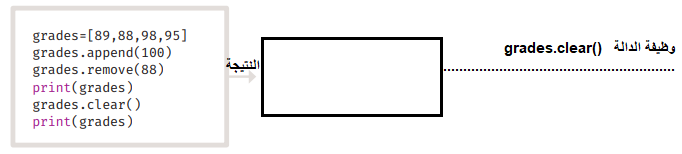 grades=[89,88,98,95]
grades.append(100)
grades.remove(88)
print(grades)
grades.clear()
print(grades)
النتيجة
وظيفة الدالة grades.clear()
............................................................